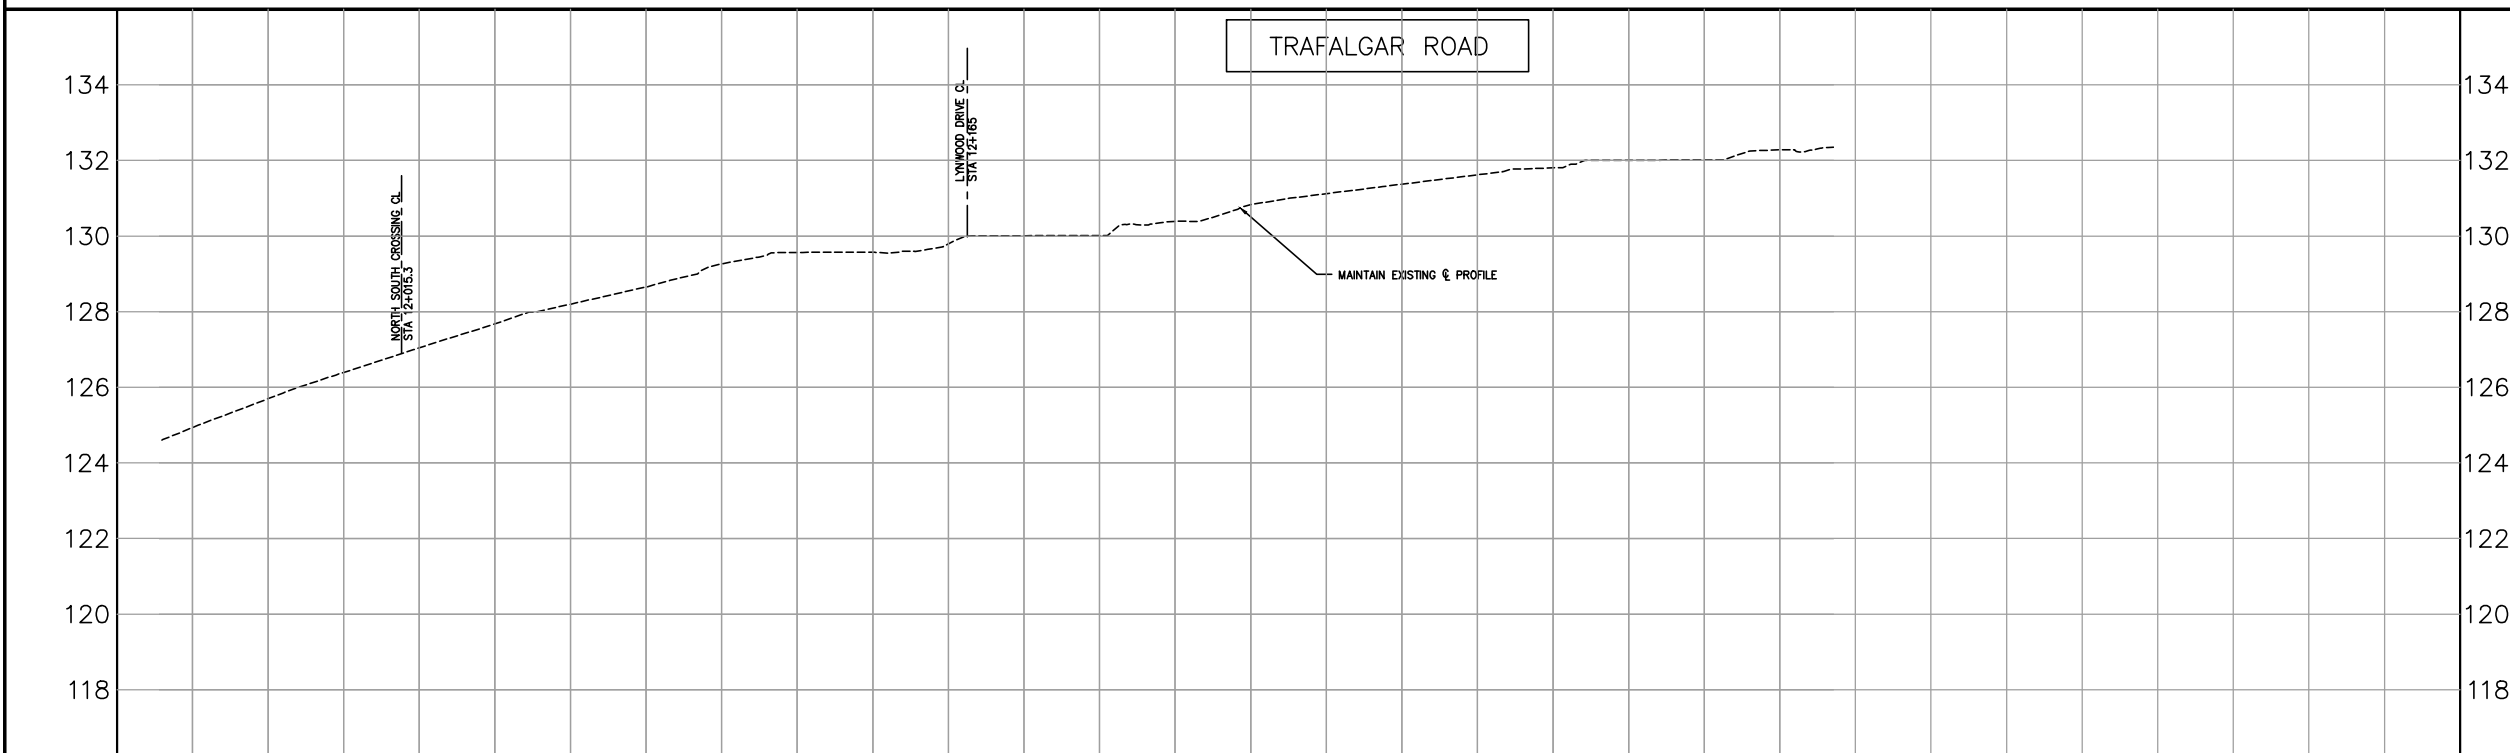 TRAFALGAR ROAD
134 134
LYNWOOD DRIVE CL
STA 12+165
132 132
NORTH SOUTH CROSSING CL
STA 12+015.3
130 130
MAINTAIN EXISTING ℄ PROFILE
128 128
126 126
124 124
122 122
120 120
118 118